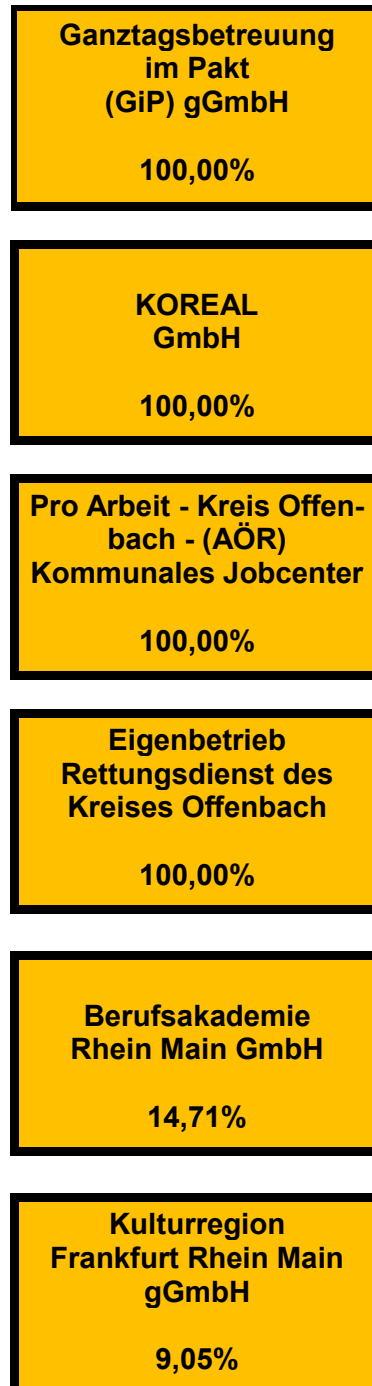 Ganztagsbetreuung
im Pakt
(GiP) gGmbH
100,00%
KOREAL
GmbH
100,00%
Pro Arbeit - Kreis Offen-
bach - (AÖR)
Kommunales Jobcenter
100,00%
Eigenbetrieb
Rettungsdienst des
Kreises Offenbach
100,00%
Berufsakademie
Rhein Main GmbH
14,71%
Kulturregion
Frankfurt Rhein Main
gGmbH
9,05%